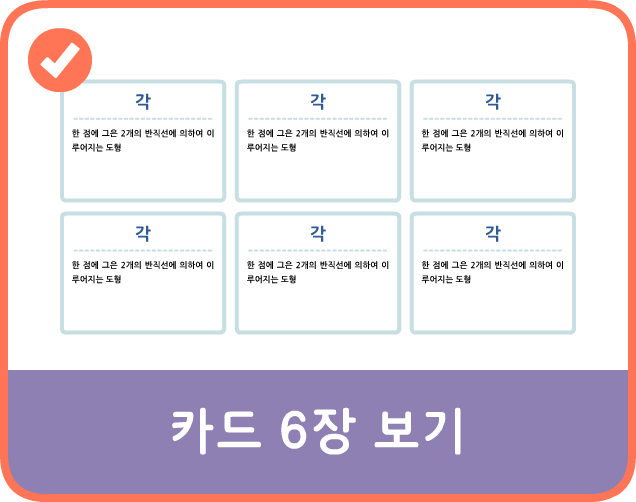 각 각 각
한 점에 그은 2개의 반직선에 의하여 이 한 점에 그은 2개의 반직선에 의하여 이 한 점에 그은 2개의 반직선에 의하여 이
루어지는 도형 루어지는 도형 루어지는 도형
각 각 각
한 점에 그은 2개의 반직선에 의하여 이 한 점에 그은 2개의 반직선에 의하여 이 한 점에 그은 2개의 반직선에 의하여 이
루어지는 도형 루어지는 도형 루어지는 도형
카드 6장 보기